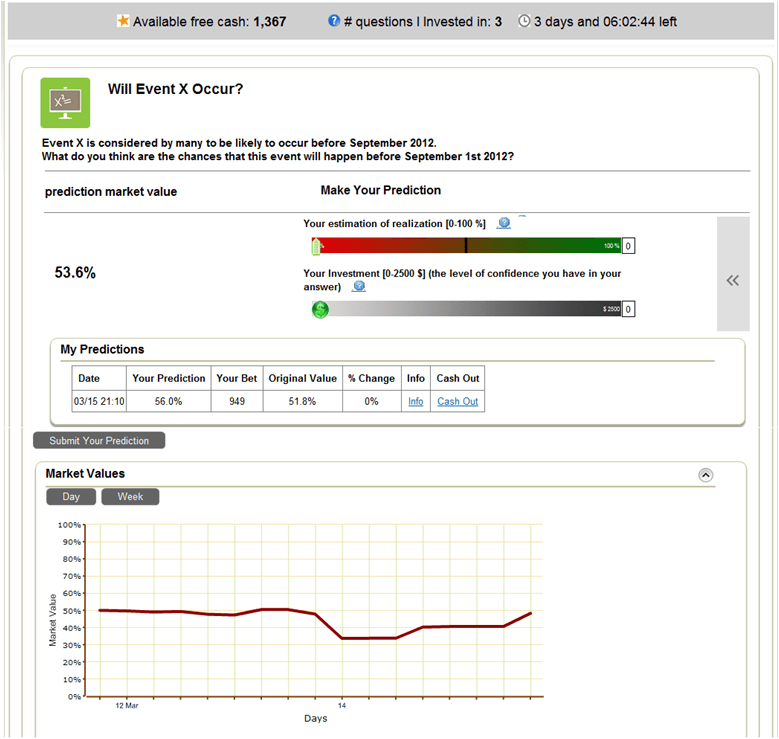 Available free cash: 1,367 # questions I Invested in: 3 3 days and 06:02:44 left
X²=
Will Event X Occur?
Event X is considered by many to be likely to occur before September 2012.
What do you think are the chances that this event will happen before September 1st 2012?
prediction market value
Make Your Prediction
Your estimation of realization [0-100 %] ?
100% 0
53.6%
Your Investment [0-2500 $] (the level of confidence you have in your
answer) ?
$ $ 2500 0
My Predictions
Date Your Prediction Your Bet Original Value % Change Info Cash Out
03/15 21:10 56.0% 949 51.8% 0% Info Cash Out
Submit Your Prediction
Market Values
Day Week
100%
90%
80%
70%
60%
50%
40%
30%
20%
10%
0%
Market Value
12 Mar 14
Days